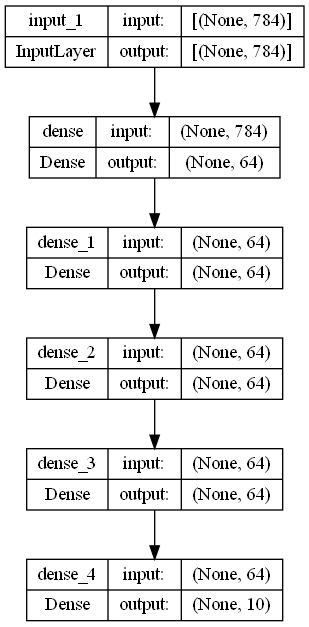 input_1 input: [(None, 784)]
InputLayer output: [(None, 784)]
dense input: (None, 784)
Dense output: (None, 64)
dense_1 input: (None, 64)
Dense output: (None, 64)
dense_2 input: (None, 64)
Dense output: (None, 64)
dense_3 input: (None, 64)
Dense output: (None, 64)
dense_4 input: (None, 64)
Dense output: (None, 10)